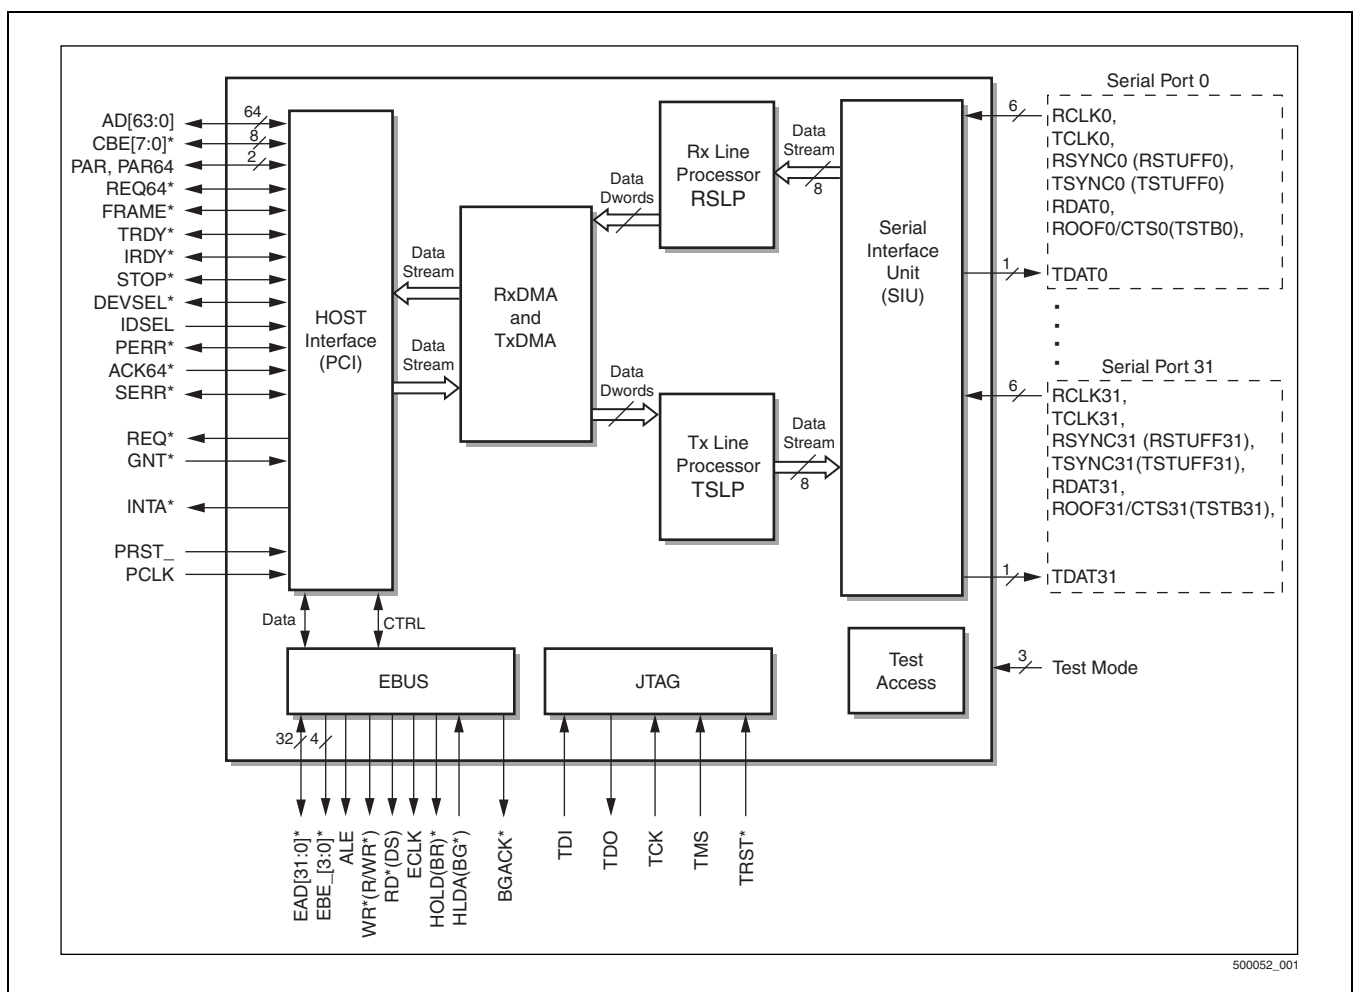 Serial Port 0
AD[63:0]
64
CBE[7:0]*
8
PAR, PAR64
2
REQ64*
FRAME*
TRDY*
IRDY*
STOP*
DEVSEL*
IDSEL
PERR*
ACK64*
SERR*
REQ*
GNT*
INTA*
PRST_
PCLK
HOST
Interface
(PCI)
Data
Stream
Data
Stream
RxDMA
and
TxDMA
Data
Dwords
Data
Dwords
Rx Line
Processor
RSLP
Tx Line
Processor
TSLP
Data
Stream
8
Data
Stream
8
Serial
Interface
Unit
(SIU)
6
RCLK0,
TCLK0,
RSYNC0 (RSTUFF0),
TSYNC0 (TSTUFF0)
RDAT0,
ROOF0/CTS0(TSTB0),
1
TDAT0
Serial Port 31
6
RCLK31,
TCLK31,
RSYNC31 (RSTUFF31),
TSYNC31(TSTUFF31),
RDAT31,
ROOF31/CTS31(TSTB31),
1
TDAT31
Data
CTRL
EBUS
JTAG
Test
Access
3
Test Mode
32
4
EAD[31:0]*
EBE_[3:0]*
ALE
WR*(R/WR*)
RD*(DS)
ECLK
HOLD(BR)*
HLDA(BG*)
BGACK*
TDI
TDO
TCK
TMS
TRST*
500052_001